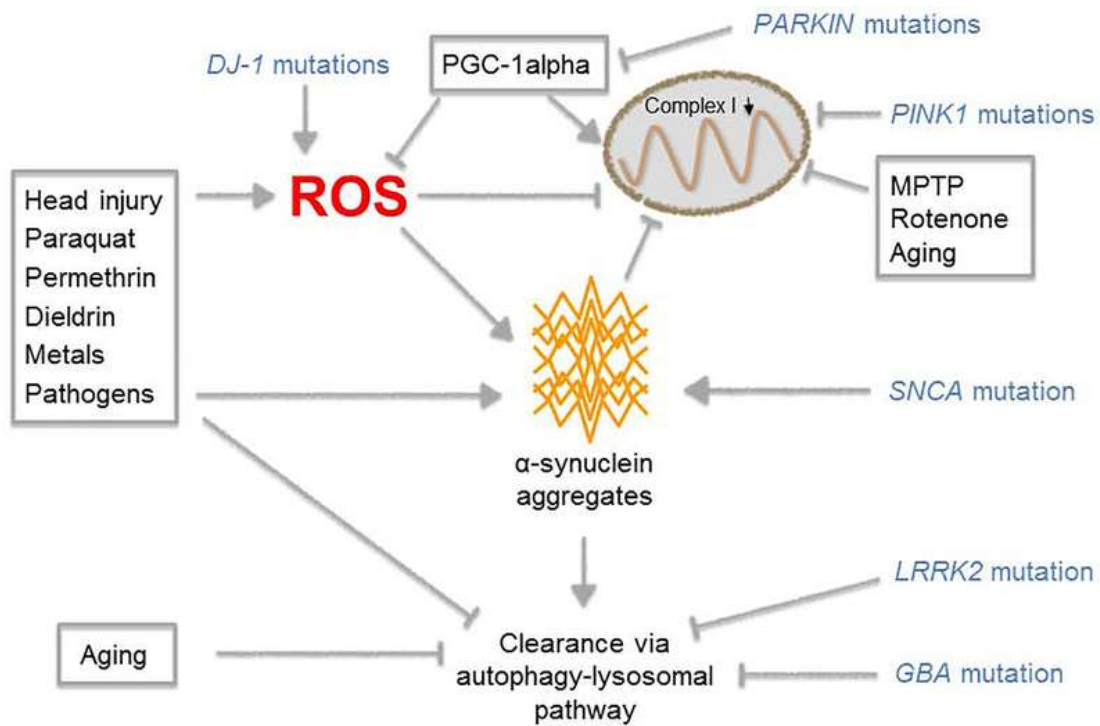 PARKIN mutations
DJ-1 mutations
PGC-1alpha
Complex I
PINK1 mutations
Head injury
Paraquat
Permethrin
Dieldrin
Metals
Pathogens
ROS
MPTP
Rotenone
Aging
SNCA mutation
α-synuclein
aggregates
LRRK2 mutation
Aging
Clearance via
autophagy-lysosomal
pathway
GBA mutation